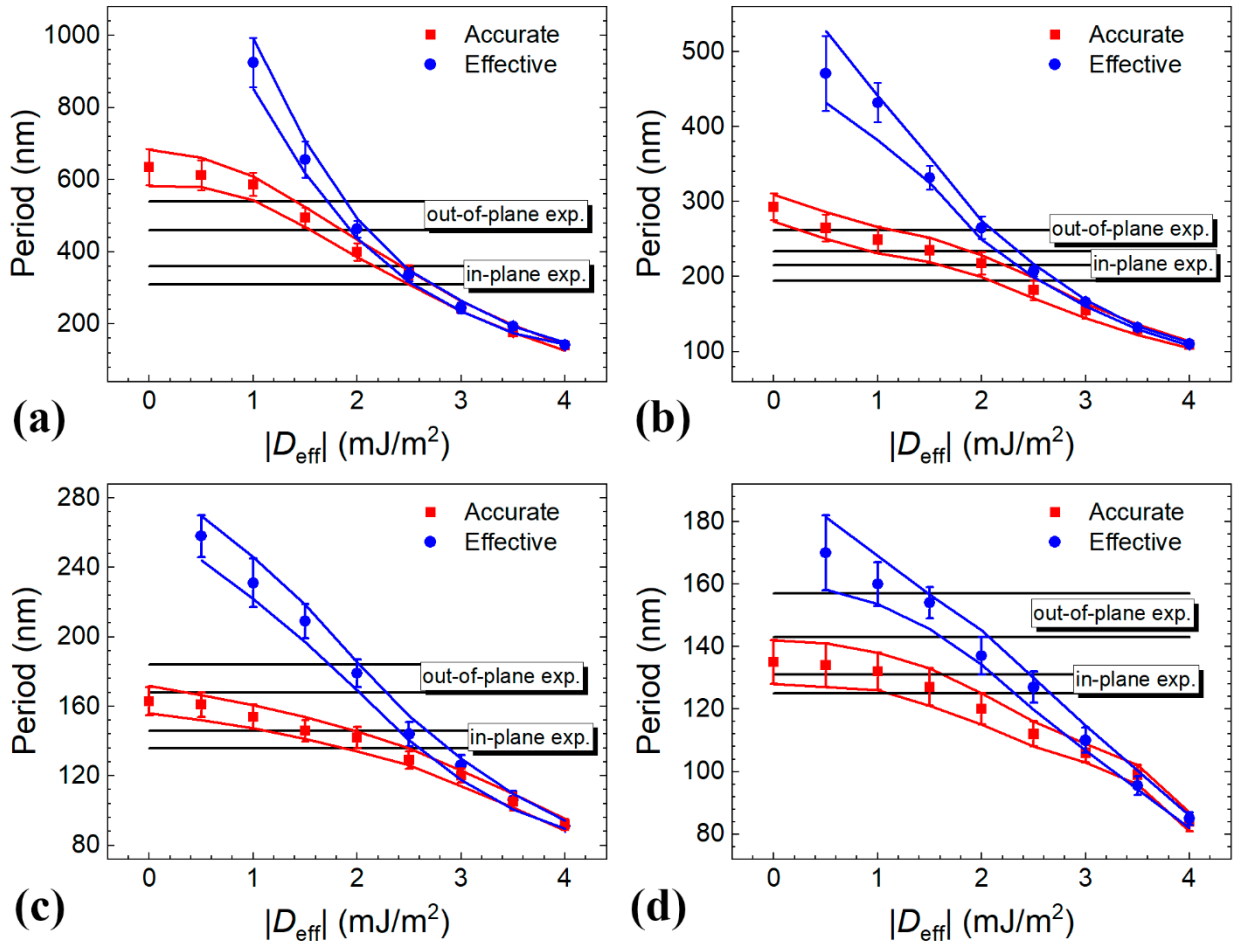 1000
800
600
400
200
Period (nm)
Accurate
Effective
out-of-plane exp.
in-plane exp.
0 1 2 3 4
|Deff| (mJ/m²)
(a)
500
400
300
200
100
Period (nm)
Accurate
Effective
out-of-plane exp.
in-plane exp.
0 1 2 3 4
|Deff| (mJ/m²)
(b)
280
240
200
160
120
80
Period (nm)
Accurate
Effective
out-of-plane exp.
in-plane exp.
0 1 2 3 4
|Deff| (mJ/m²)
(c)
180
160
140
120
100
80
Period (nm)
Accurate
Effective
out-of-plane exp.
in-plane exp.
0 1 2 3 4
|Deff| (mJ/m²)
(d)